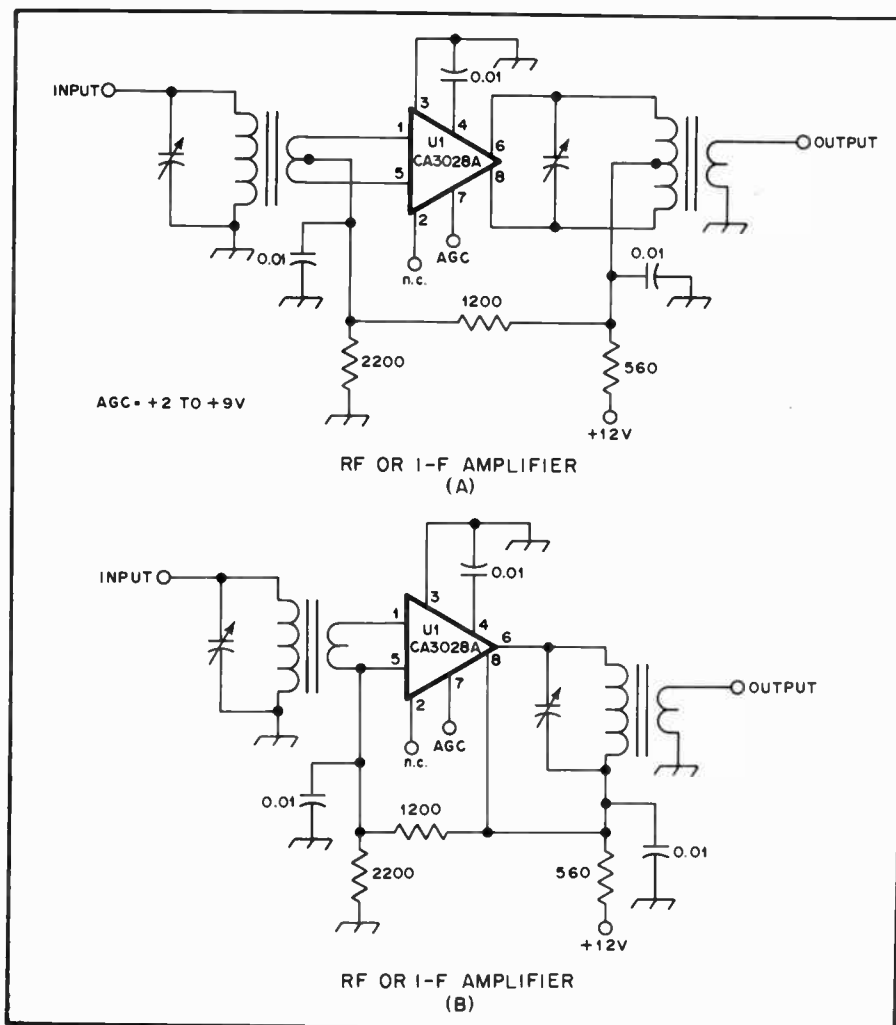 INPUT
3
0.01
4
1
U1
CA3028A
6
8
5
2
7
OUTPUT
0.01
n.c.
AGC
0.01
1200
2200
560
AGC = +2 TO +9V
+12V
RF OR I-F AMPLIFIER
(A)
INPUT
3
0.01
4
1
U1
CA3028A
6
8
5
2
7
OUTPUT
n.c.
AGC
0.01
1200
0.01
2200
560
+12V
RF OR I-F AMPLIFIER
(B)